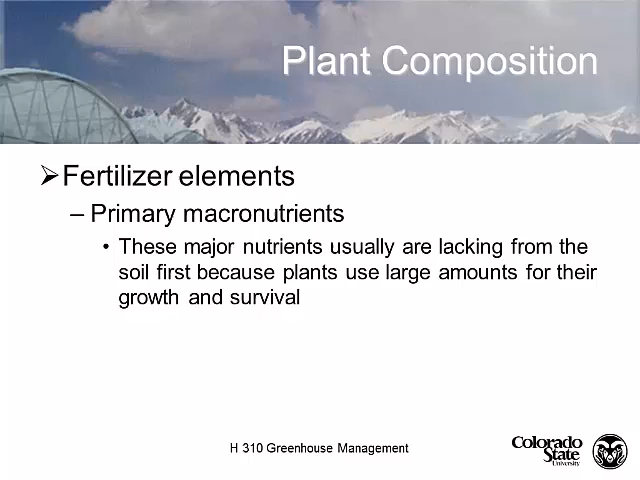 Plant Composition
➢Fertilizer elements
– Primary macronutrients
• These major nutrients usually are lacking from the
soil first because plants use large amounts for their
growth and survival
H 310 Greenhouse Management
Colorado
State
University